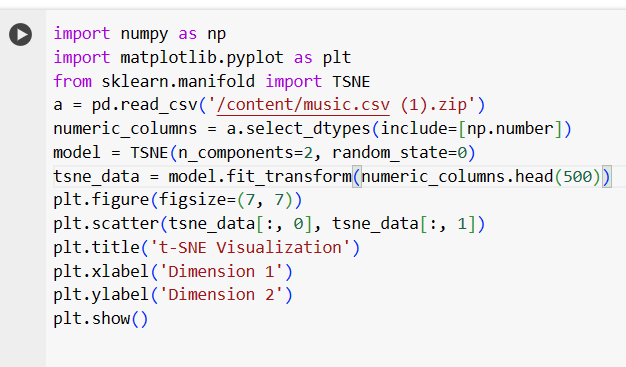 import numpy as np
import matplotlib.pyplot as plt
from sklearn.manifold import TSNE
a = pd.read_csv('/content/music.csv (1).zip')
numeric_columns = a.select_dtypes(include=[np.number])
model = TSNE(n_components=2, random_state=0)
tsne_data = model.fit_transform(numeric_columns.head(500))
plt.figure(figsize=(7, 7))
plt.scatter(tsne_data[:, 0], tsne_data[:, 1])
plt.title('t-SNE Visualization')
plt.xlabel('Dimension 1')
plt.ylabel('Dimension 2')
plt.show()